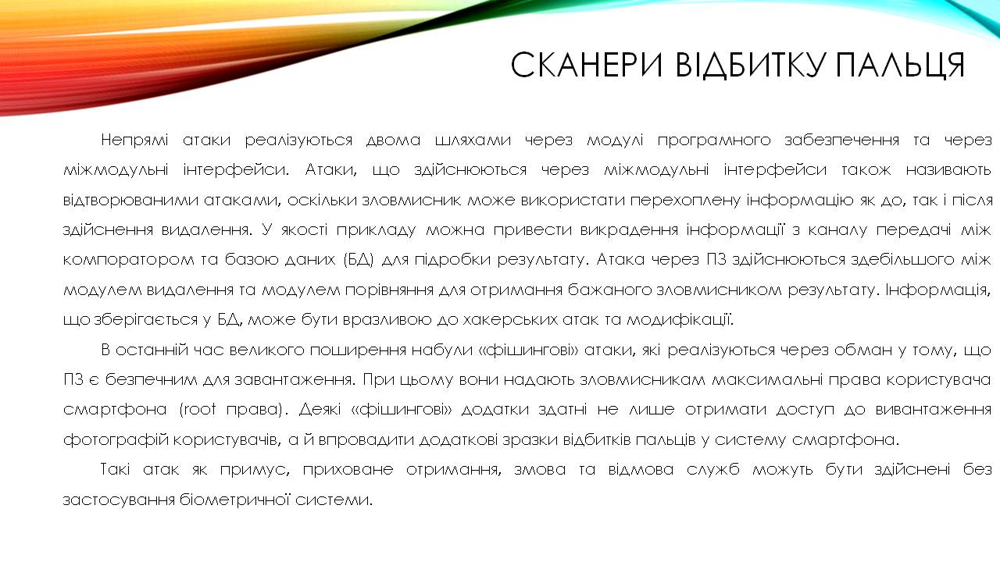 СКАНЕРИ ВІДБИТКУ ПАЛЬЦЯ
Непрямі атаки реалізуються двома шляхами через модулі програмного забезпечення та через
міжмодульні інтерфейси. Атаки, що здійснюються через міжмодульні інтерфейси також називають
відтворюваними атаками, оскільки зловмисник може використати перехоплену інформацію як до, так і після
здійснення видалення. У якості прикладу можна привести викрадення інформації з каналу передачі між
компоратором та базою даних (БД) для підробки результату. Атака через ПЗ здійснюються здебільшого між
модулем видалення та модулем порівняння для отримання бажаного зловмисником результату. Інформація,
що зберігається у БД, може бути вразливою до хакерських атак та модифікації.
В останній час великого поширення набули «фішингові» атаки, які реалізуються через обман у тому, що
ПЗ є безпечним для завантаження. При цьому вони надають зловмисникам максимальні права користувача
смартфона (root права). Деякі «фішингові» додатки здатні не лише отримати доступ до вивантаження
фотографій користувачів, а й впровадити додаткові зразки відбитків пальців у систему смартфона.
Такі атак як примус, приховане отримання, змова та відмова служб можуть бути здійснені без
застосування біометричної системи.